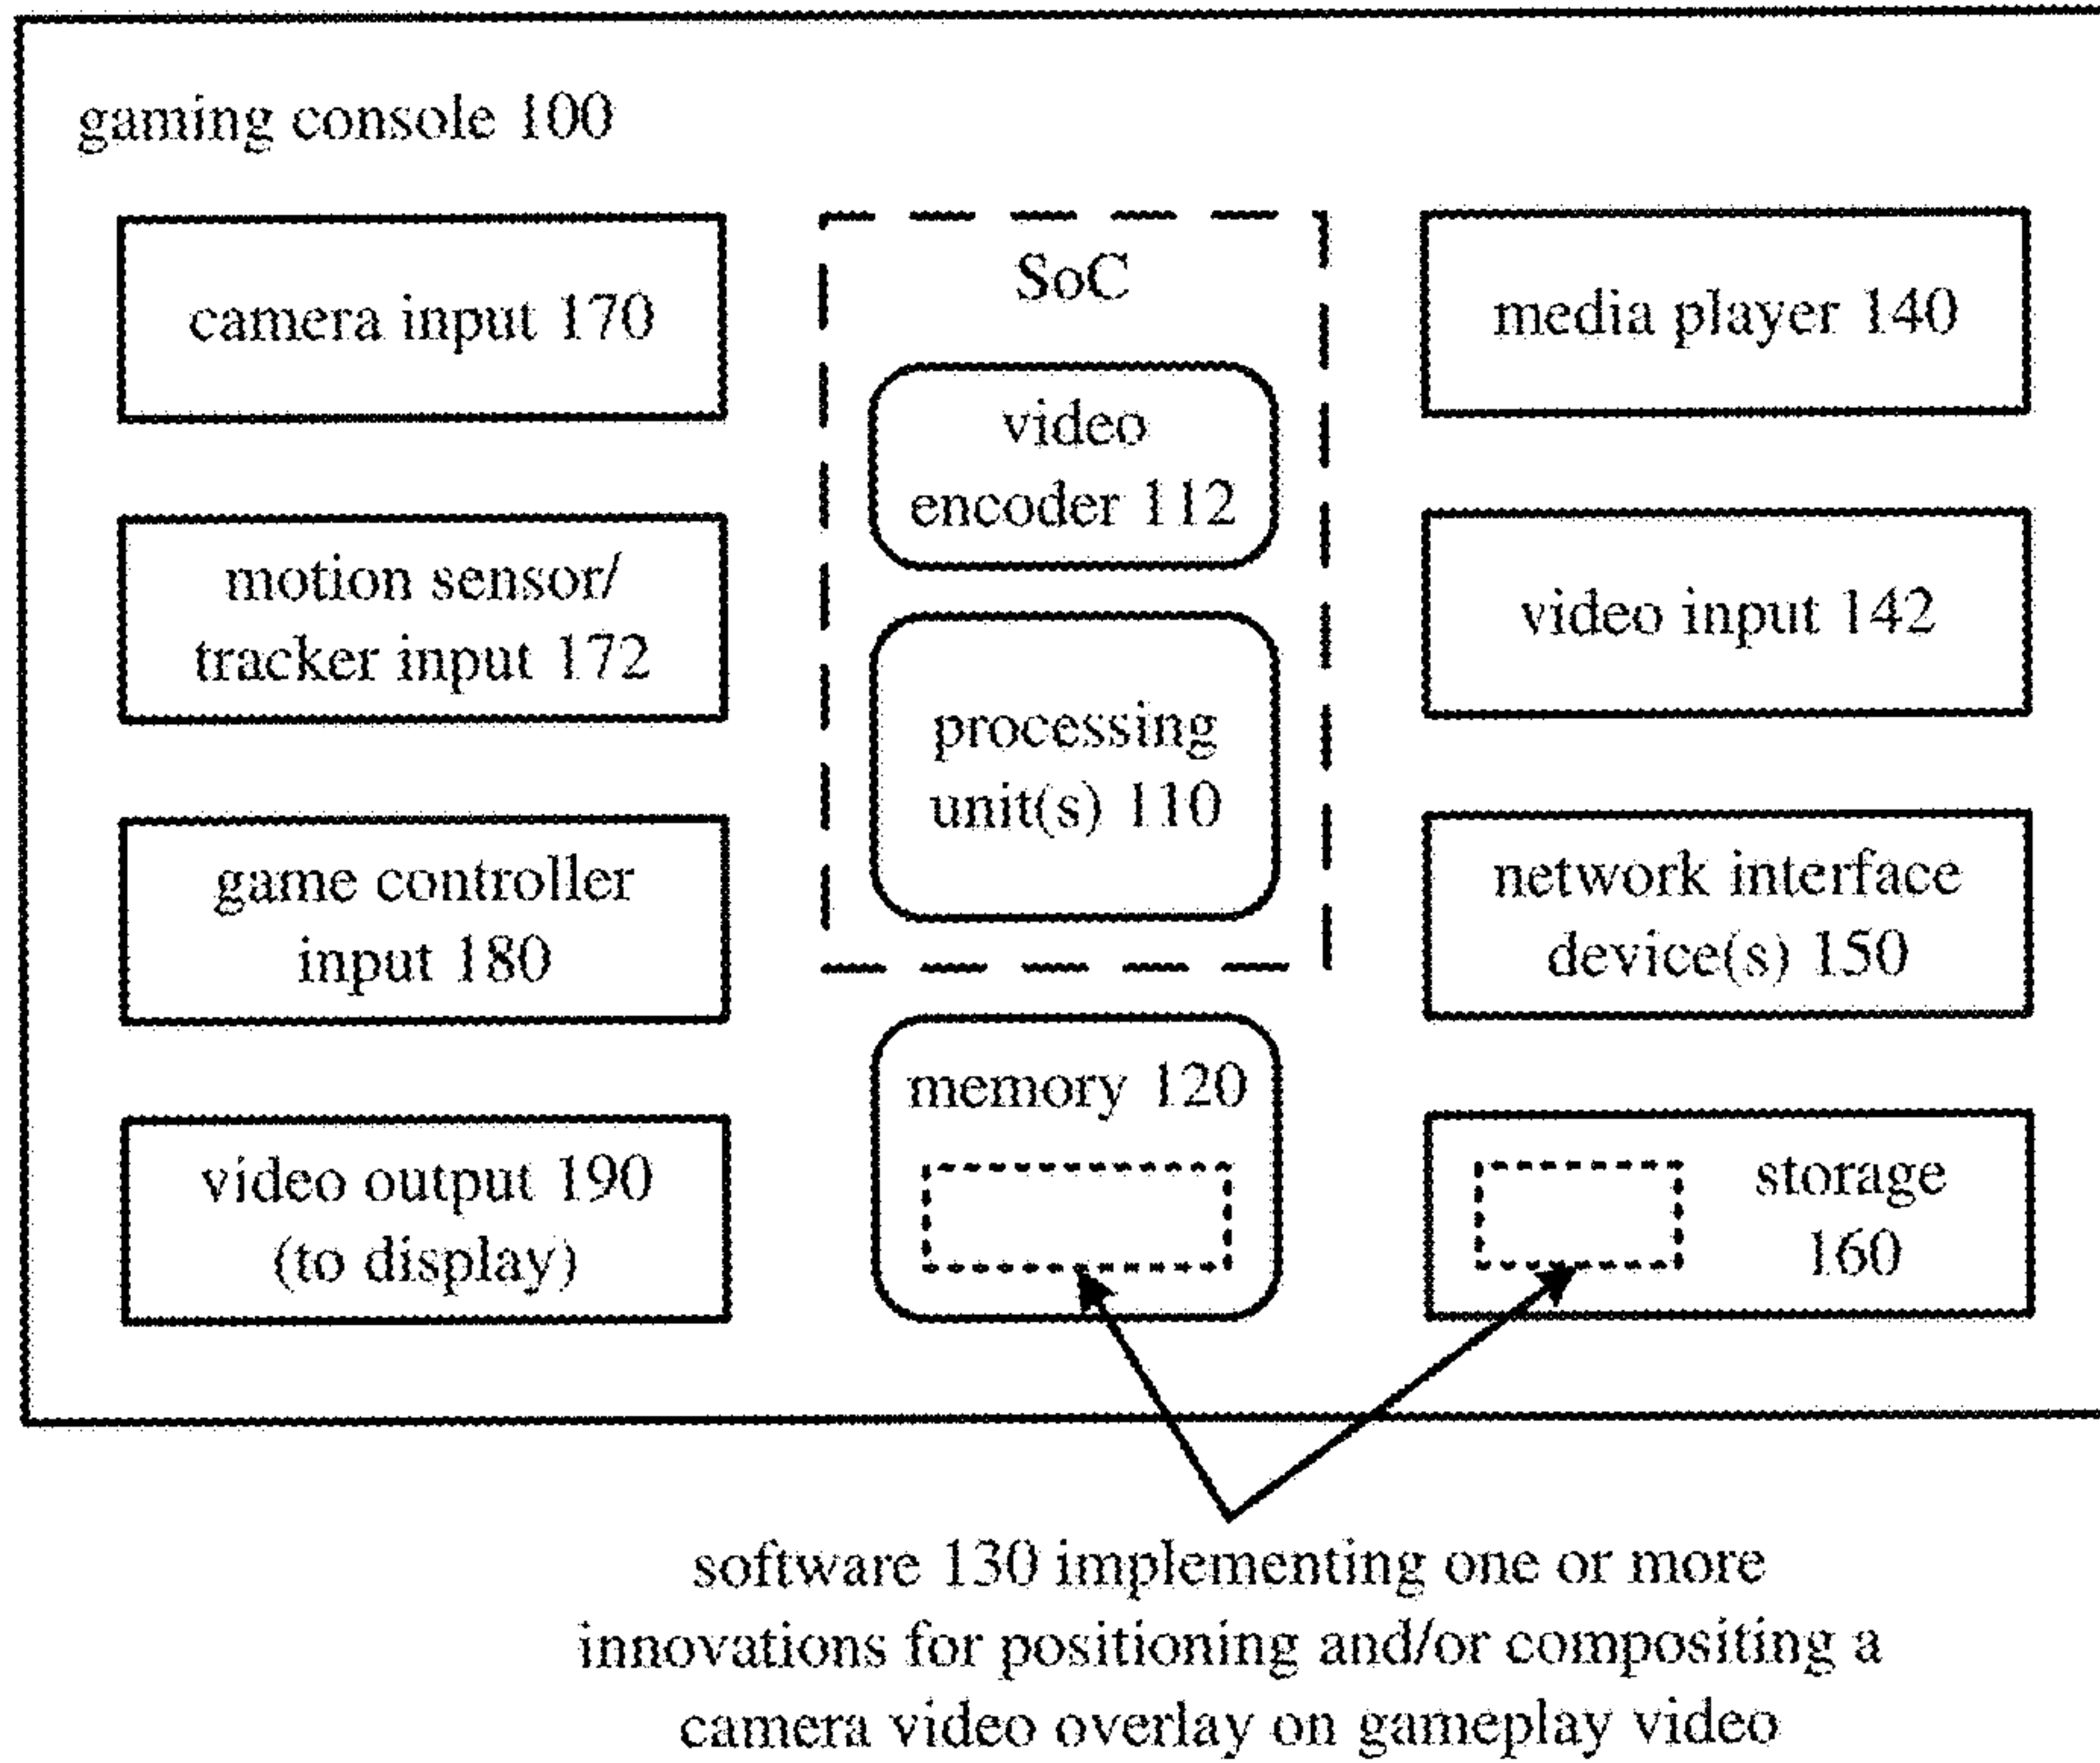 gaming console 100
camera input 170
motion sensor/
tracker input 172
game controller
input 180
video output 190
(to display)
SoC
video
encoder 112
processing
unit(s) 110
memory 120
media player 140
video input 142
network interface
device(s) 150
storage
160
software 130 implementing one or more
innovations for positioning and/or compositing a
camera video overlay on gameplay video